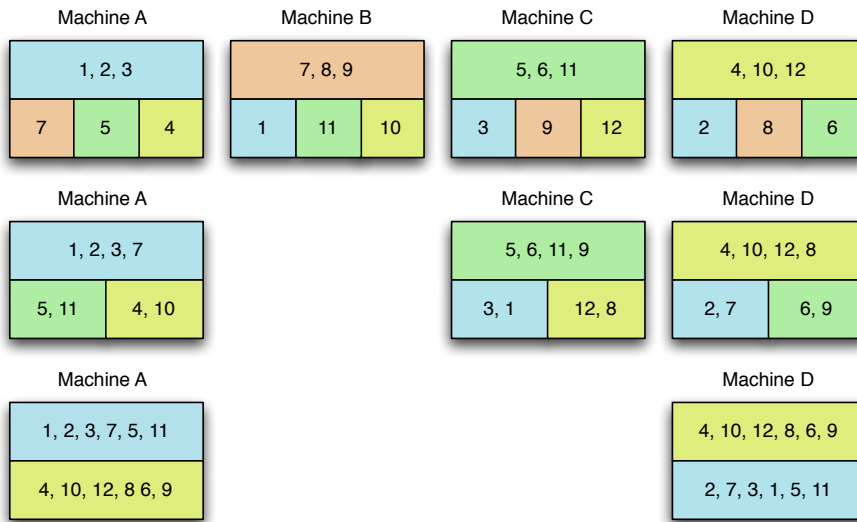 Machine A
Machine B
Machine C
Machine D
1, 2, 3
7, 8, 9
5, 6, 11
4, 10, 12
7
5
4
1
11
10
3
9
12
2
8
6
Machine A
Machine C
Machine D
1, 2, 3, 7
5, 6, 11, 9
4, 10, 12, 8
5, 11
4, 10
3, 1
12, 8
2, 7
6, 9
Machine A
Machine D
1, 2, 3, 7, 5, 11
4, 10, 12, 8, 6, 9
4, 10, 12, 8 6, 9
2, 7, 3, 1, 5, 11